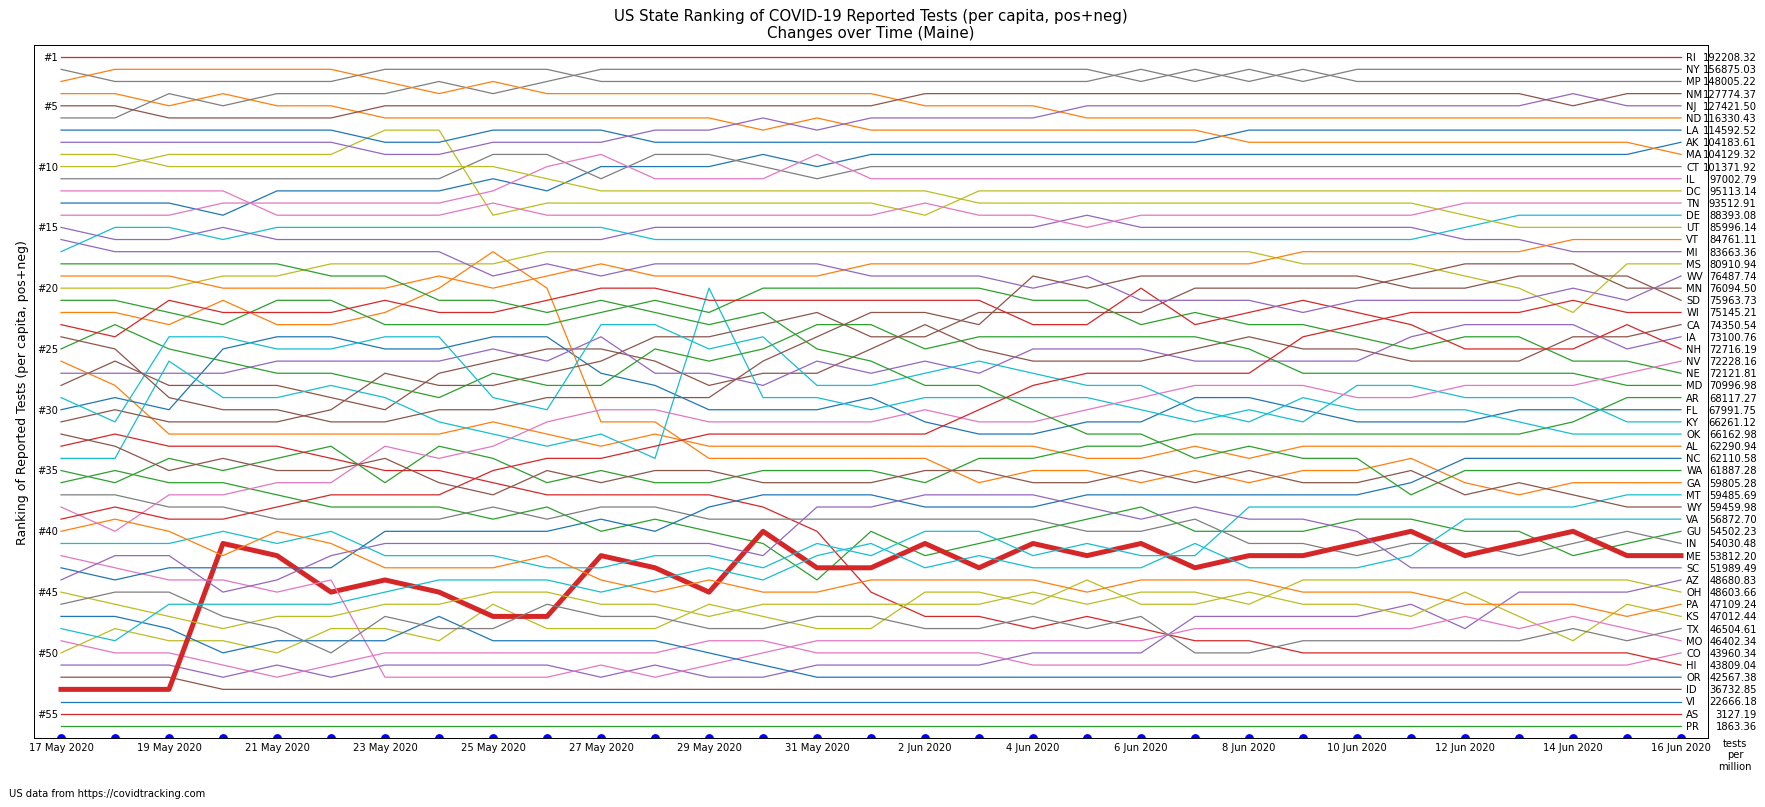 US State Ranking of COVID-19 Reported Tests (per capita, pos+neg)
Changes over Time (Maine)
Ranking of Reported Tests (per capita, pos+neg)
#1
#5
#10
#15
#20
#25
#30
#35
#40
#45
#50
#55
RI 192208.32
NY 156875.03
MP 148005.22
NM 127774.37
NJ 127421.50
ND 116330.43
LA 114592.52
AK 104183.61
MA 104129.32
CT 101371.92
IL 97002.79
DC 95113.14
TN 93512.91
DE 88393.08
UT 85996.14
VT 84761.11
MI 83663.36
MS 80910.94
WV 76487.74
MN 76094.50
SD 75963.73
WI 75145.21
CA 74350.54
IA 73100.76
NH 72716.19
NV 72228.16
NE 72121.81
MD 70996.98
AR 68117.27
FL 67991.75
KY 66261.12
OK 66162.98
AL 62290.94
NC 62110.58
WA 61887.28
GA 59805.28
MT 59485.69
WY 59459.98
VA 56872.70
GU 54502.23
IN 54030.48
ME 53812.20
SC 51989.49
AZ 48680.83
OH 48603.66
PA 47109.24
KS 47012.44
TX 46504.61
MO 46402.34
CO 43960.34
HI 43809.04
OR 42567.38
ID 36732.85
VI 22666.18
AS 3127.19
PR 1863.36
17 May 2020 19 May 2020 21 May 2020 23 May 2020 25 May 2020 27 May 2020 29 May 2020 31 May 2020 2 Jun 2020 4 Jun 2020 6 Jun 2020 8 Jun 2020 10 Jun 2020 12 Jun 2020 14 Jun 2020 16 Jun 2020
tests
per
million
US data from https://covidtracking.com